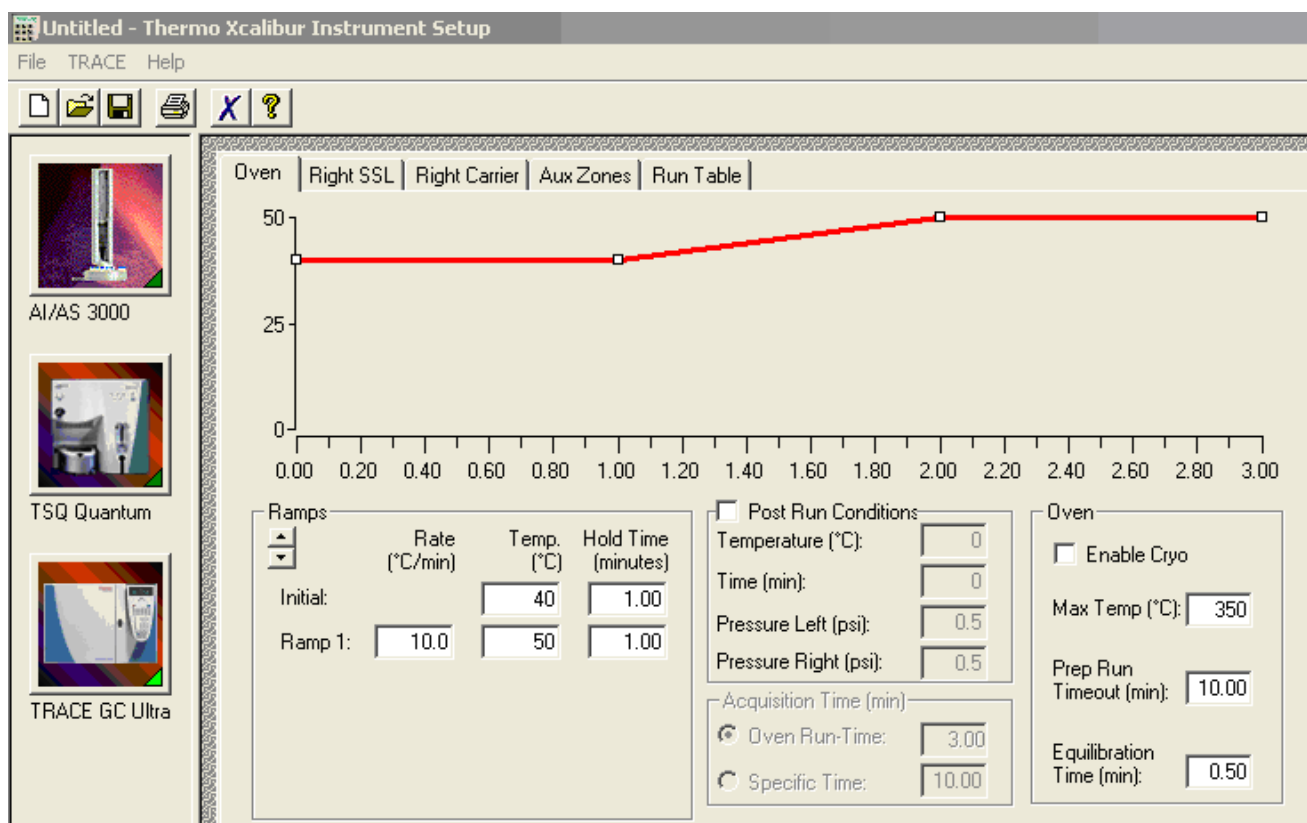 Untitled - Thermo Xcalibur Instrument Setup
File TRACE Help
Oven Right SSL Right Carrier Aux Zones Run Table
AI/AS 3000
TSQ Quantum
TRACE GC Ultra
50
25
0
0.00 0.20 0.40 0.60 0.80 1.00 1.20 1.40 1.60 1.80 2.00 2.20 2.40 2.60 2.80 3.00
Ramps
Rate (°C/min) Temp. (°C) Hold Time (minutes)
Initial: 40 1.00
Ramp 1: 10.0 50 1.00
Post Run Conditions
Temperature (°C): 0
Time (min): 0
Pressure Left (psi): 0.5
Pressure Right (psi): 0.5
Acquisition Time (min)
Oven Run-Time: 3.00
Specific Time: 10.00
Oven
Enable Cryo
Max Temp (°C): 350
Prep Run
Timeout (min): 10.00
Equilibration
Time (min): 0.50